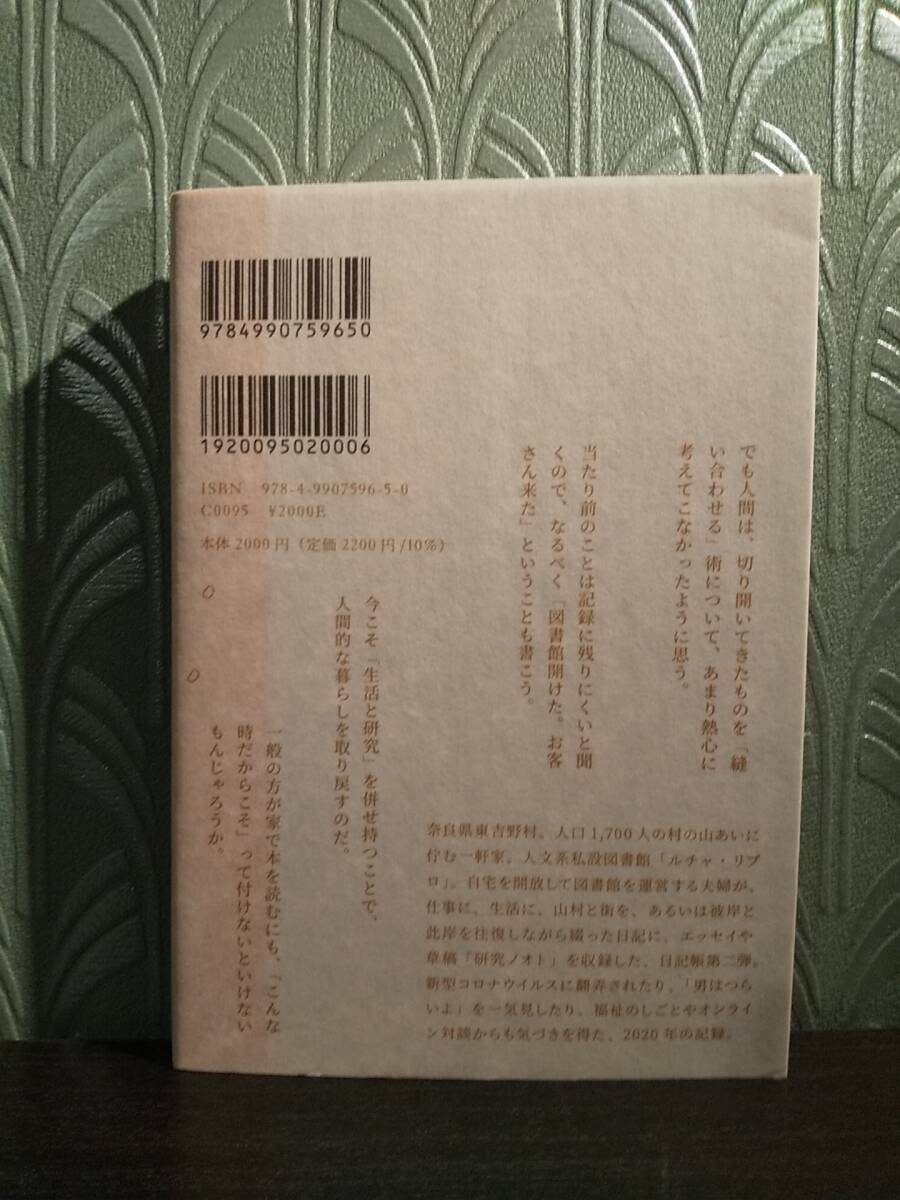 9784990759650
1920095020006
ISBN 978-4-9907596-5-0
C0095 ¥2000E
本体2000円(定価2200円/10%)
でも人間は、切り開いてきたものを「縫
い合わせる」術について、あまり熱心に
考えてこなかったように思う。
当たり前のことは記録に残りにくいと聞
くので、なるべく「図書館開けた。お客
さん来た」ということも書こう。
今こそ「生活と研究」を併せ持つことで、
人間的な暮らしを取り戻すのだ。
一般の方が家で本を読むにも、「こんな
時だからこそ」って付けないといけない
もんじゃろうか。
奈良県東吉野村。人口1,700人の村の山あいに
佇む一軒家。人文系私設図書館「ルチャ・リブ
ロ」。自宅を開放して図書館を運営する夫婦が、
仕事に、生活に、山村と街を、あるいは彼岸と
此岸を往復しながら綴った日記に、エッセイや
草稿「研究ノオト」を収録した、日記帳第二弾。
新型コロナウイルスに翻弄されたり、「男はつら
いよ」を一気見したり、福祉のしごとやオンライ
ン対談からも気づきを得た、2020年の記録。